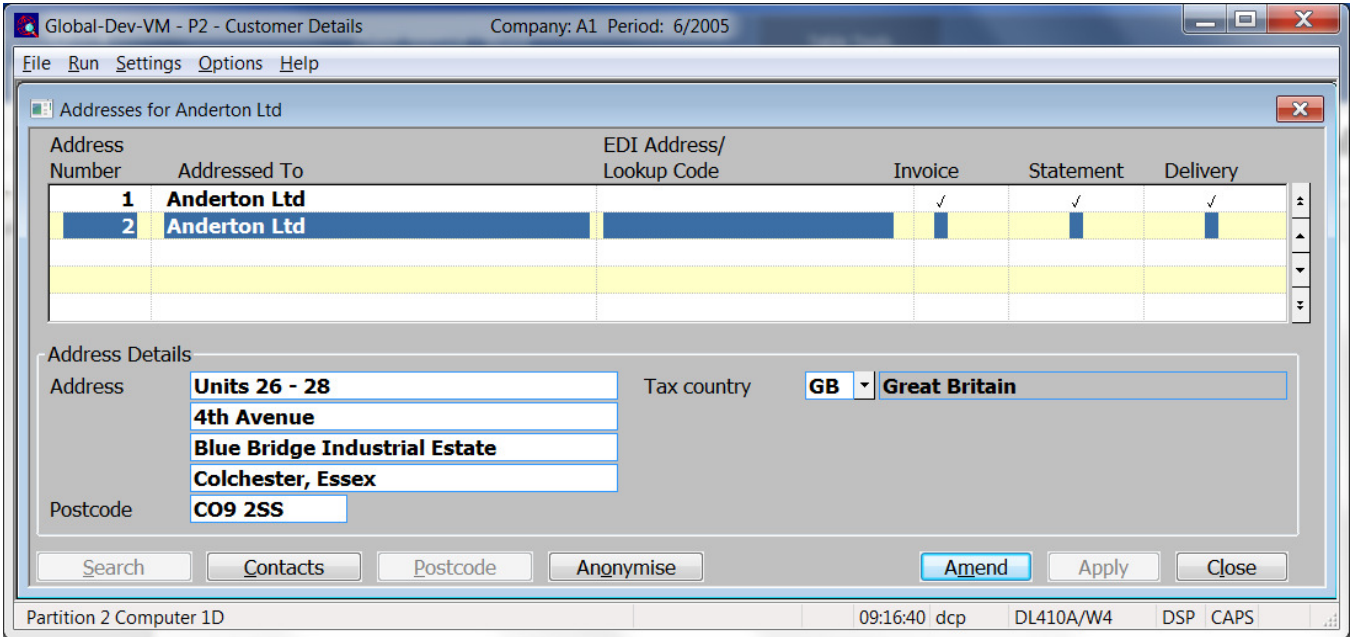 Global-Dev-VM - P2 - Customer Details Company: A1 Period: 6/2005
File Run Settings Options Help
Addresses for Anderton Ltd
Address EDI Address/
Number Addressed To Lookup Code Invoice Statement Delivery
1 Anderton Ltd ✓ ✓ ✓
2 Anderton Ltd
Address Details
Address Units 26 - 28 Tax country GB Great Britain
4th Avenue
Blue Bridge Industrial Estate
Colchester, Essex
Postcode CO9 2SS
Search Contacts Postcode Anonymise Amend Apply Close
Partition 2 Computer 1D 09:16:40 dcp DL410A/W4 DSP CAPS